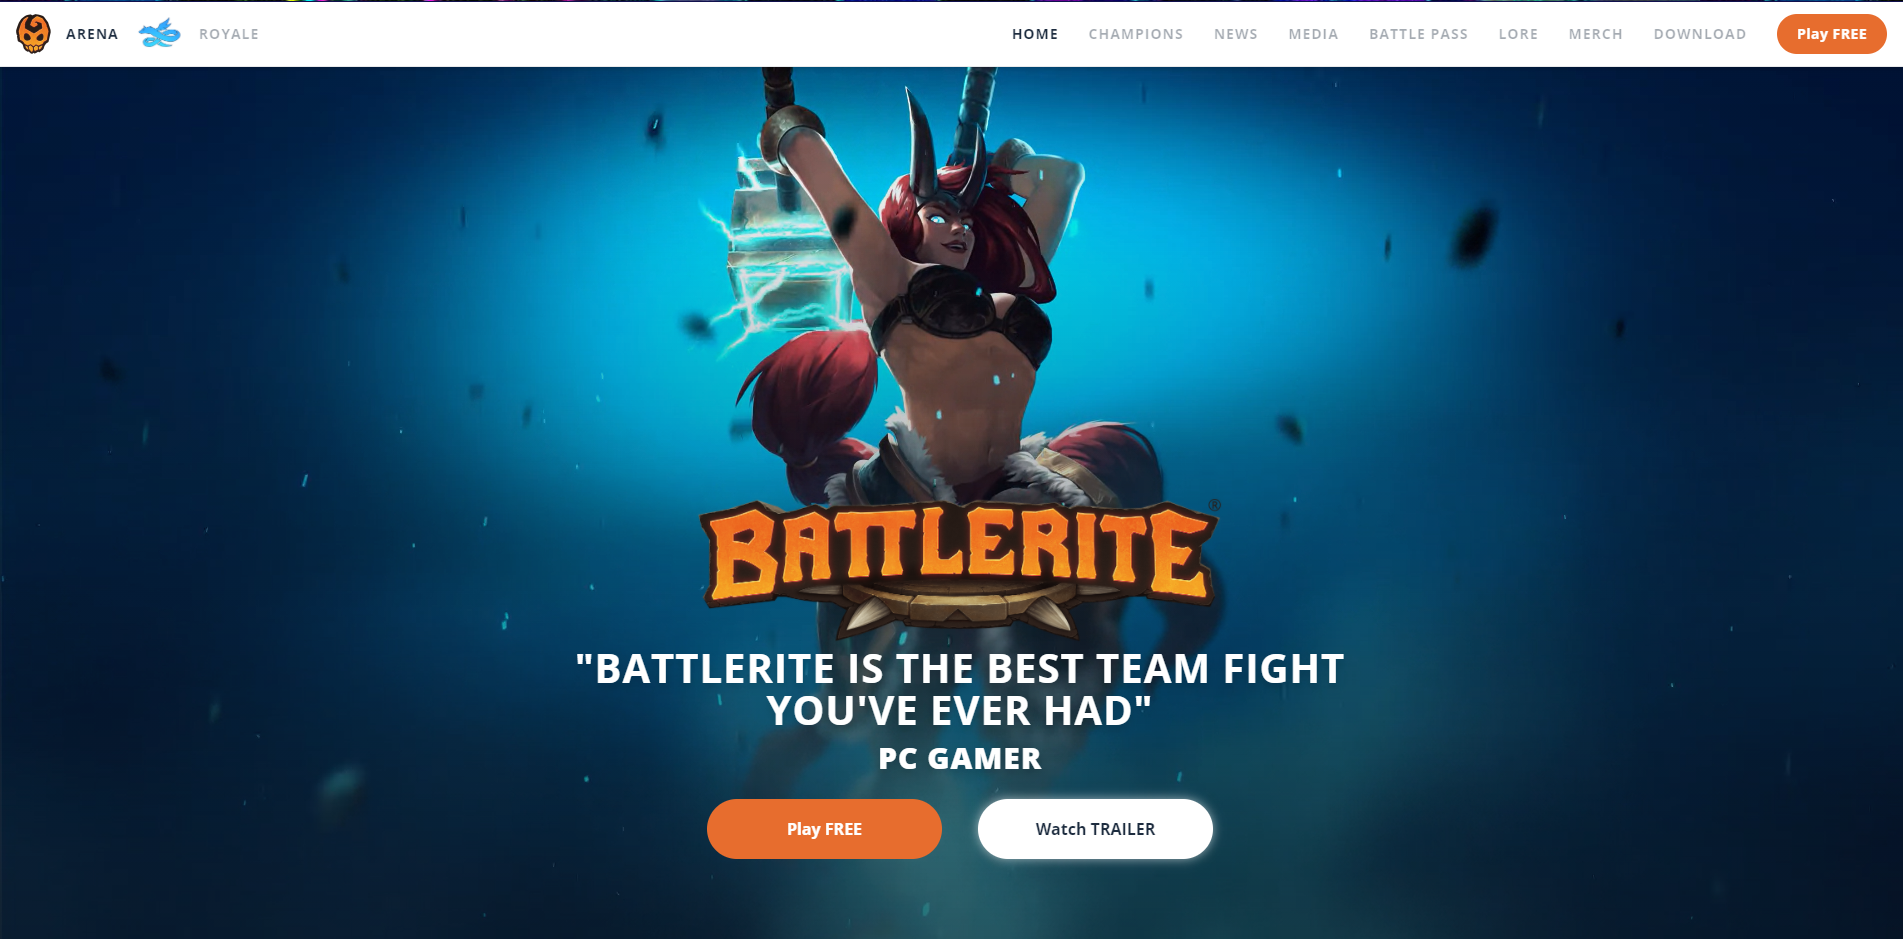 ARENA
ROYALE
HOME
CHAMPIONS
NEWS
MEDIA
BATTLE PASS
LORE
MERCH
DOWNLOAD
Play FREE
BATTLERITE®
"BATTLERITE IS THE BEST TEAM FIGHT
YOU'VE EVER HAD"
PC GAMER
Play FREE
Watch TRAILER